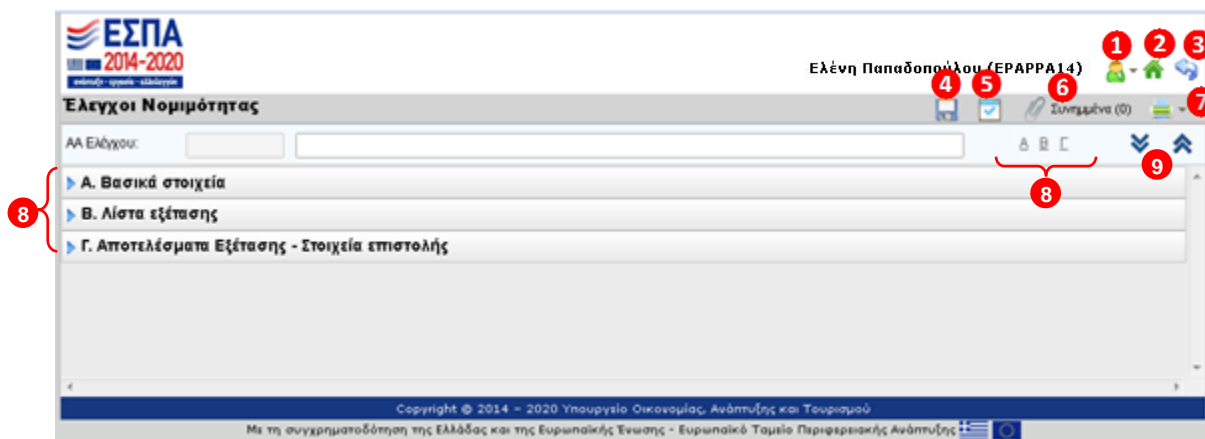 ΕΣΠΑ
2014-2020
ανάπτυξη - εργασία - αλληλεγγύη
Ελένη Παπαδοπούλου (EPAPPA14)
1
2
3
4
5
6
Έλεγχοι Νομιμότητας
Συνημμένα (0)
7
ΑΑ Ελέγχου:
Α Β Γ
9
8
8
Α. Βασικά στοιχεία
Β. Λίστα εξέτασης
Γ. Αποτελέσματα Εξέτασης - Στοιχεία επιστολής
Copyright © 2014 – 2020 Υπουργείο Οικονομίας, Ανάπτυξης και Τουρισμού
Με τη συγχρηματοδότηση της Ελλάδας και της Ευρωπαϊκής Ένωσης - Ευρωπαϊκό Ταμείο Περιφερειακής Ανάπτυξης